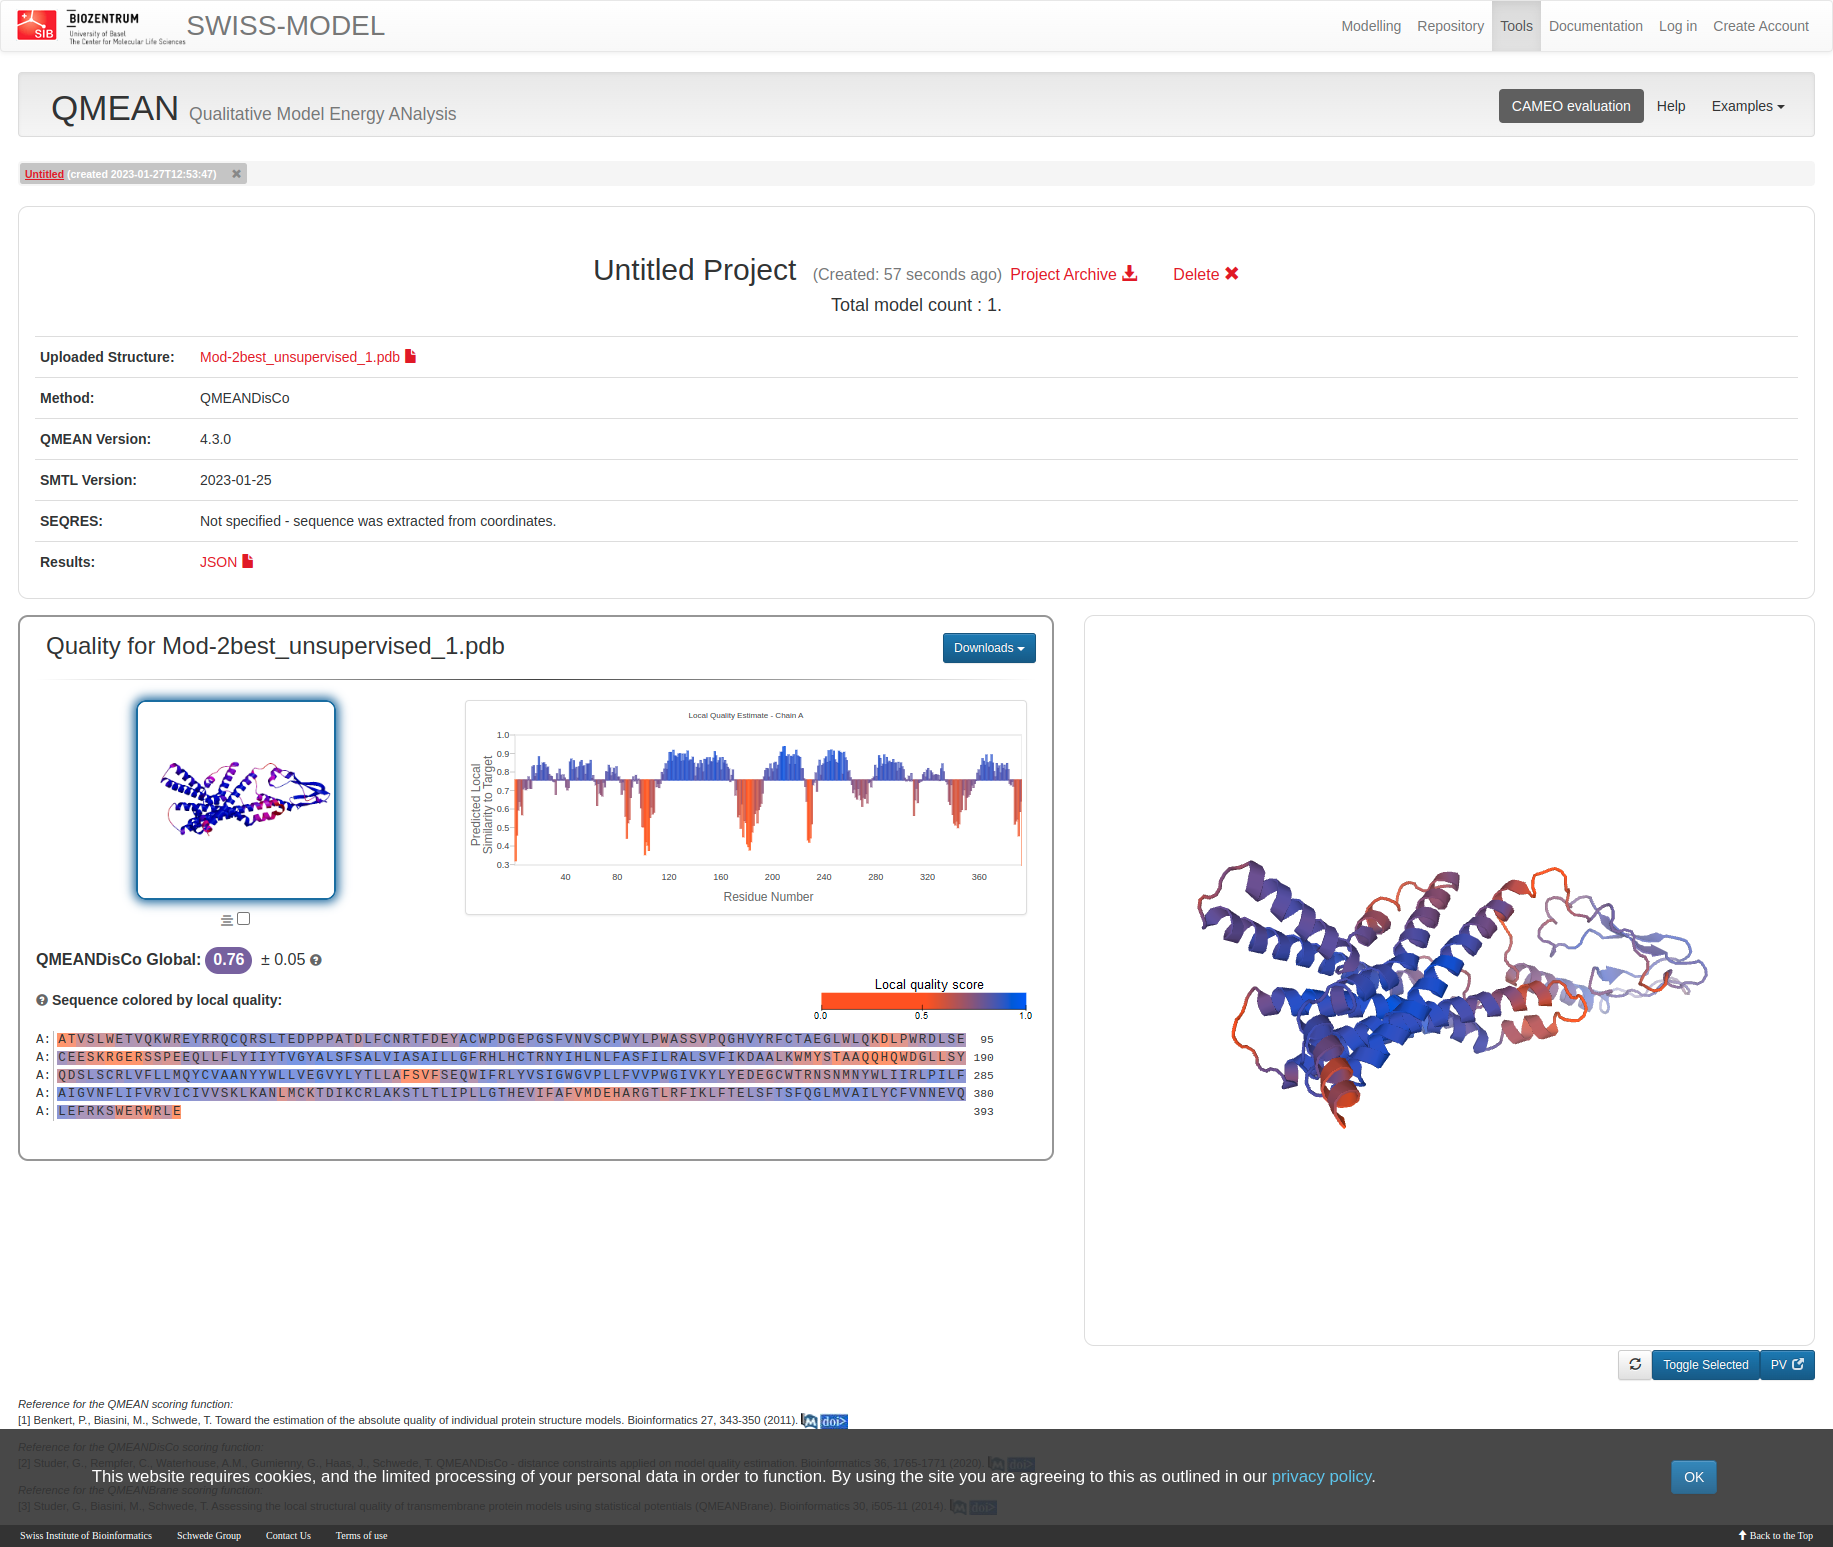 SIB
BIOZENTRUM
University of Basel
The Center for Molecular Life Sciences
SWISS-MODEL
Modelling Repository Tools Documentation Log in Create Account
QMEAN Qualitative Model Energy ANalysis
CAMEO evaluation Help Examples
Untitled (created 2023-01-27T12:53:47) ✖
Untitled Project (Created: 57 seconds ago) Project Archive Delete ✖
Total model count : 1.
Uploaded Structure: Mod-2best_unsupervised_1.pdb
Method: QMEANDisCo
QMEAN Version: 4.3.0
SMTL Version: 2023-01-25
SEQRES: Not specified - sequence was extracted from coordinates.
Results: JSON
Quality for Mod-2best_unsupervised_1.pdb
Downloads
Local Quality Estimate - Chain A
Predicted Local
Similarity to Target
1.0
0.9
0.8
0.7
0.6
0.5
0.4
0.3
40 80 120 160 200 240 280 320 360
Residue Number
QMEANDisCo Global: 0.76 ± 0.05
Sequence colored by local quality:
Local quality score
0.0 0.5 1.0
A: ATVSLWETVQKWREYRRQCQRSLTEDPPPATDLFCNRTFDEYACWPDGEPGSFVNVSCPWYLPWASSVPQGHVYRFCTAEGLWLQKDLPWRDLSE 95
A: CEESKRGERSSPEEQLLFLYIIYTVGYALSFSALVIASAILLGFRHLHCTRNYIHLNLFASFILRALSVFIKDAALKWMYSTAAQQHQWDGLLSY 190
A: QDSLSCRLVFLLMQYCVAANYYWLLVEGVYLYTLLAFSVFSEQWIFRLYVSIGWGVPLLFVVPWGIVKYLYEDEGCWTRNSNMNYWLIIRLPILF 285
A: AIGVNFLIFVRVICIVVSKLKANLMCKTDIKCRLAKSTLTLIPLLGTHEVIFAFVMDEHARGTLRFIKLFTELSFTSFQGLMVAILYCFVNNEVQ 380
A: LEFRKSWERWRLE 393
Toggle Selected PV
Reference for the QMEAN scoring function:
[1] Benkert, P., Biasini, M., Schwede, T. Toward the estimation of the absolute quality of individual protein structure models. Bioinformatics 27, 343-350 (2011). M doi>
Reference for the QMEANDisCo scoring function:
[2] Studer, G., Rempfer, C., Waterhouse, A.M., Gumienny, G., Haas, J., Schwede, T. QMEANDisCo - distance constraints applied on model quality estimation. Bioinformatics 36, 1765-1771 (2020). M doi>
This website requires cookies, and the limited processing of your personal data in order to function. By using the site you are agreeing to this as outlined in our privacy policy. OK
Reference for the QMEANBrane scoring function:
[3] Studer, G., Biasini, M., Schwede, T. Assessing the local structural quality of transmembrane protein models using statistical potentials (QMEANBrane). Bioinformatics 30, i505-11 (2014). M doi>
Swiss Institute of Bioinformatics Schwede Group Contact Us Terms of use Back to the Top